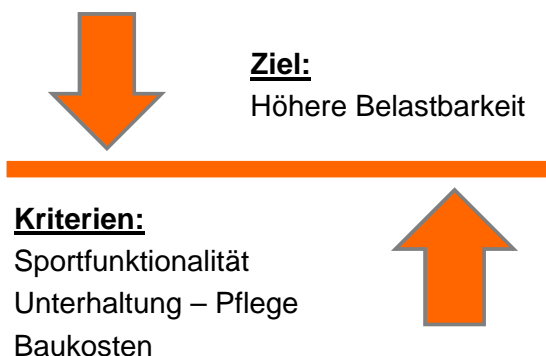 Ziel:
Höhere Belastbarkeit
Kriterien:
Sportfunktionalität
Unterhaltung – Pflege
Baukosten